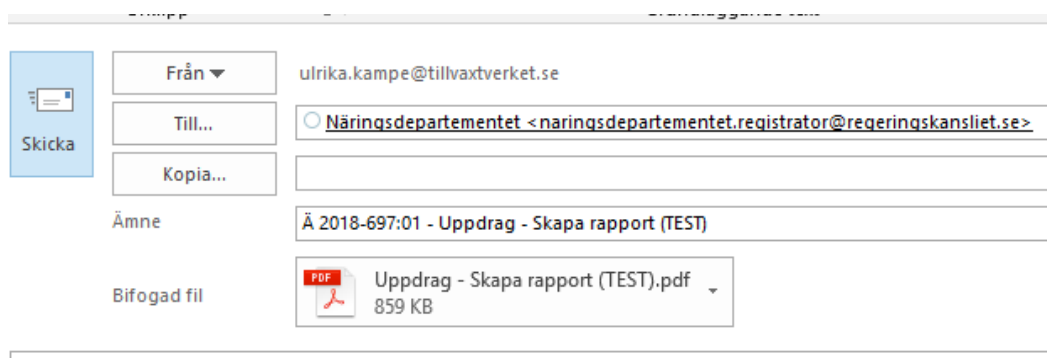 Från
ulrika.kampe@tillvaxtverket.se
Skicka
Till...
Näringsdepartementet <naringsdepartementet.registrator@regeringskansliet.se>
Kopia...
Ämne
Ä 2018-697:01 - Uppdrag - Skapa rapport (TEST)
Bifogad fil
PDF
Uppdrag - Skapa rapport (TEST).pdf
859 KB